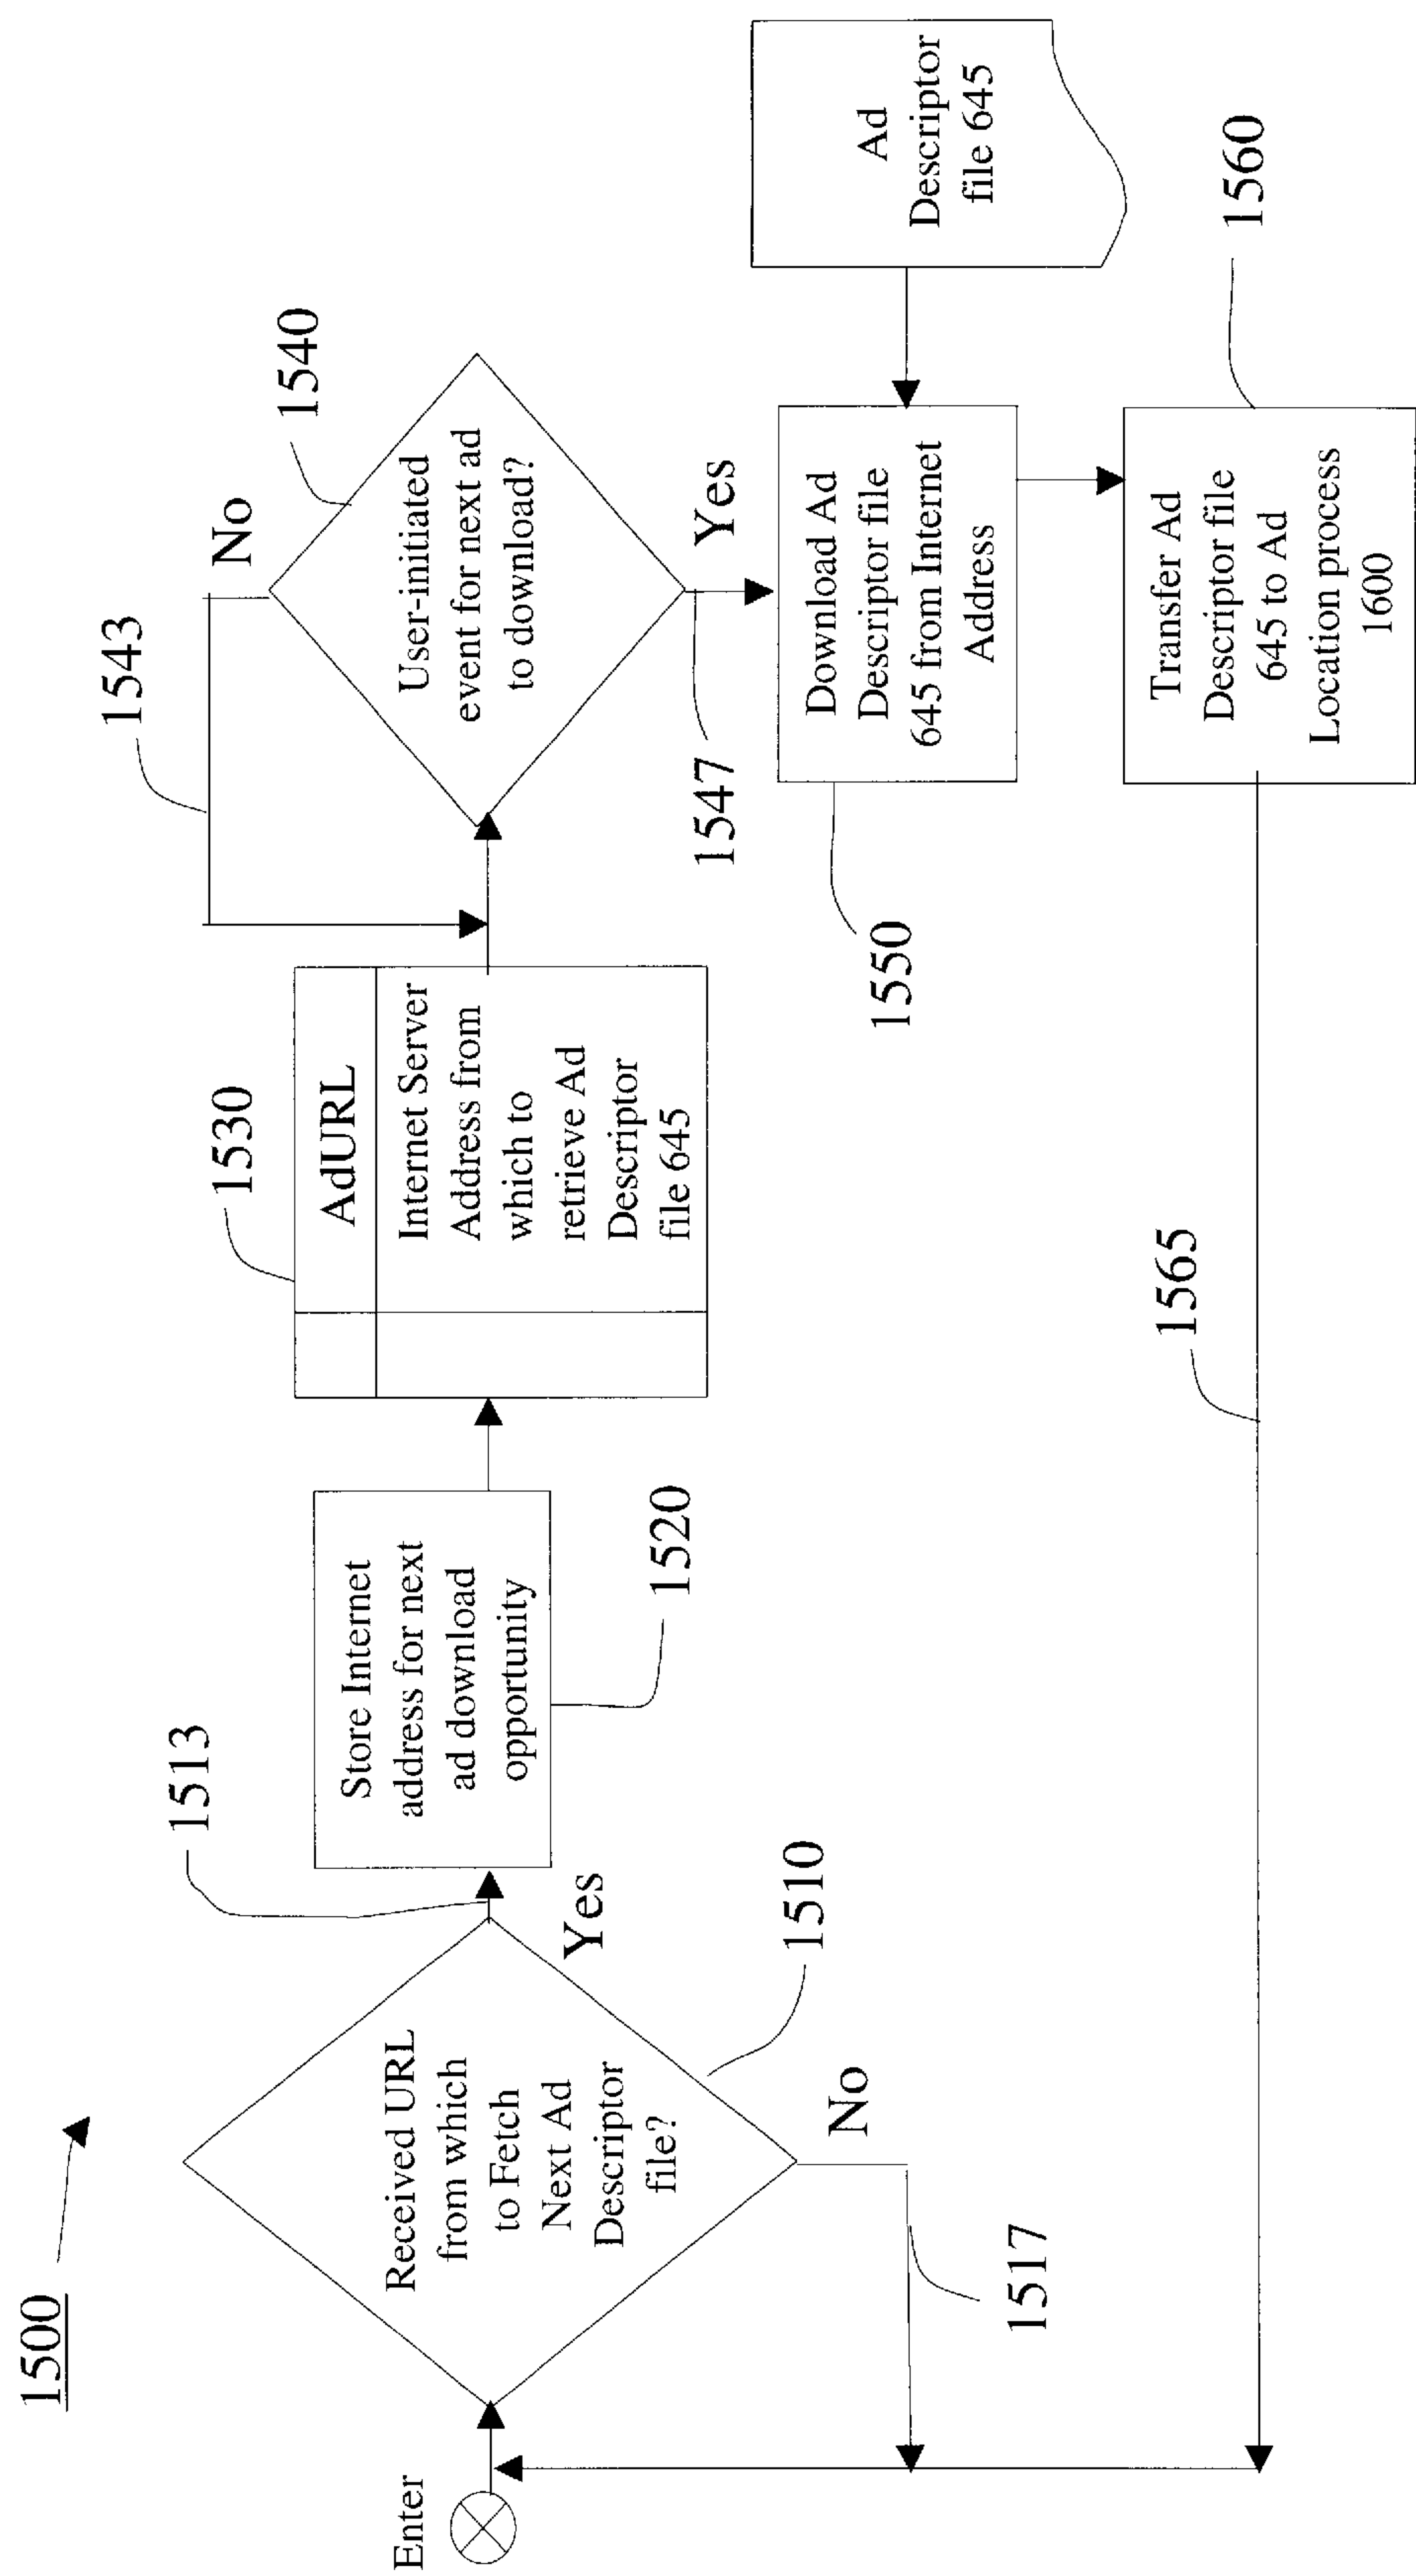 1500
Enter
Received URL
from which
to Fetch
Next Ad
Descriptor
file?
1510
Yes
1513
No
1517
Store Internet
address for next
ad download
opportunity
1520
1530
AdURL
Internet Server
Address from
which to
retrieve Ad
Descriptor
file 645
1543
No
1540
User-initiated
event for next ad
to download?
1547
Yes
Ad
Descriptor
file 645
Download Ad
Descriptor file
645 from Internet
Address
1550
1560
Transfer Ad
Descriptor file
645 to Ad
Location process
1600
1565